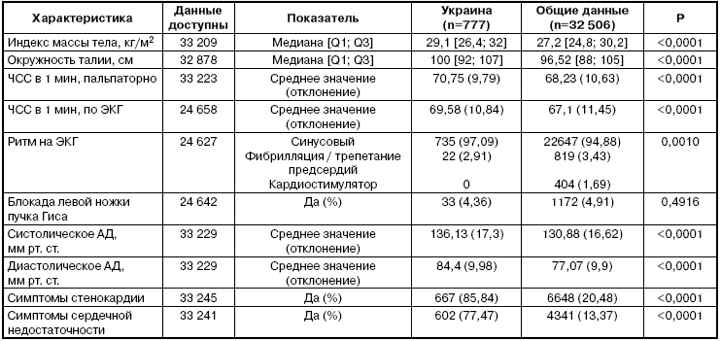 Характеристика Данные доступны Показатель Украина (n=777) Общие данные (n=32 506) P
Индекс массы тела, кг/м2 33 209 Медиана [Q1; Q3] 29,1 [26,4; 32] 27,2 [24,8; 30,2] <0,0001
Окружность талии, см 32 878 Медиана [Q1; Q3] 100 [92; 107] 96,52 [88; 105] <0,0001
ЧСС в 1 мин, пальпаторно 33 223 Среднее значение (отклонение) 70,75 (9,79) 68,23 (10,63) <0,0001
ЧСС в 1 мин, по ЭКГ 24 658 Среднее значение (отклонение) 69,58 (10,84) 67,1 (11,45) <0,0001
Ритм на ЭКГ 24 627 Синусовый 735 (97,09) 22647 (94,88) 0,0010
Фибрилляция / трепетание предсердий 22 (2,91) 819 (3,43)
Кардиостимулятор 0 404 (1,69)
Блокада левой ножки пучка Гиса 24 642 Да (%) 33 (4,36) 1172 (4,91) 0,4916
Систолическое АД, мм рт. ст. 33 229 Среднее значение (отклонение) 136,13 (17,3) 130,88 (16,62) <0,0001
Диастолическое АД, мм рт. ст. 33 229 Среднее значение (отклонение) 84,4 (9,98) 77,07 (9,9) <0,0001
Симптомы стенокардии 33 245 Да (%) 667 (85,84) 6648 (20,48) <0,0001
Симптомы сердечной недостаточности 33 241 Да (%) 602 (77,47) 4341 (13,37) <0,0001